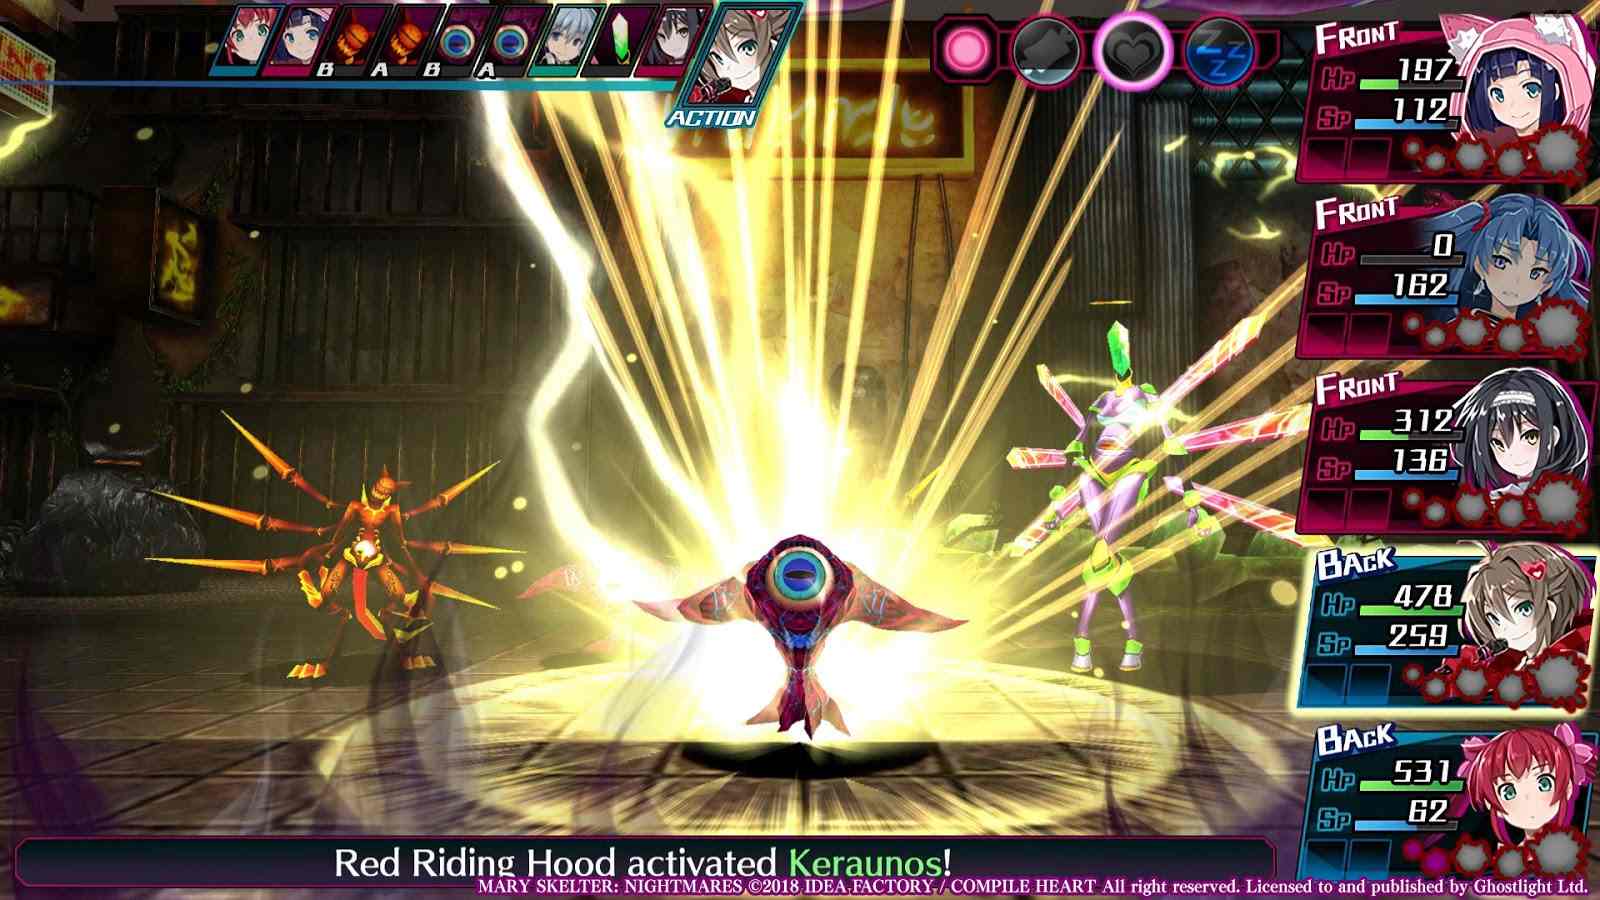 B A B A
ACTION
FRONT
HP 197
SP 112
FRONT
HP 0
SP 162
FRONT
HP 312
SP 136
BACK
HP 478
SP 259
BACK
HP 531
SP 62
Z Z Z
Red Riding Hood activated Keraunos!
MARY SKELTER: NIGHTMARES ©2018 IDEA FACTORY / COMPILE HEART All right reserved. Licensed to and published by Ghostlight Ltd.